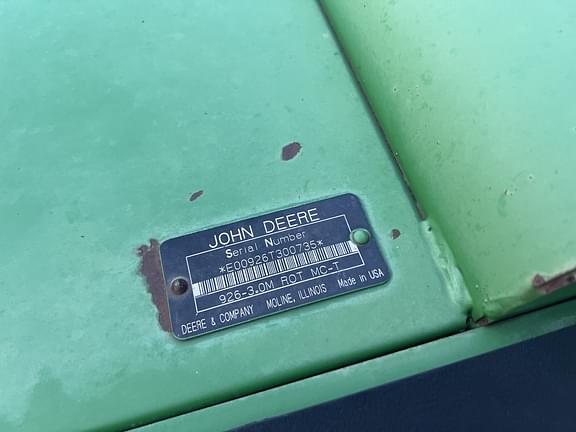 JOHN DEERE
Serial Number
*E00926T300735*
926-3.0M ROT MC-T
DEERE & COMPANY MOLINE, ILLINOIS Made in USA